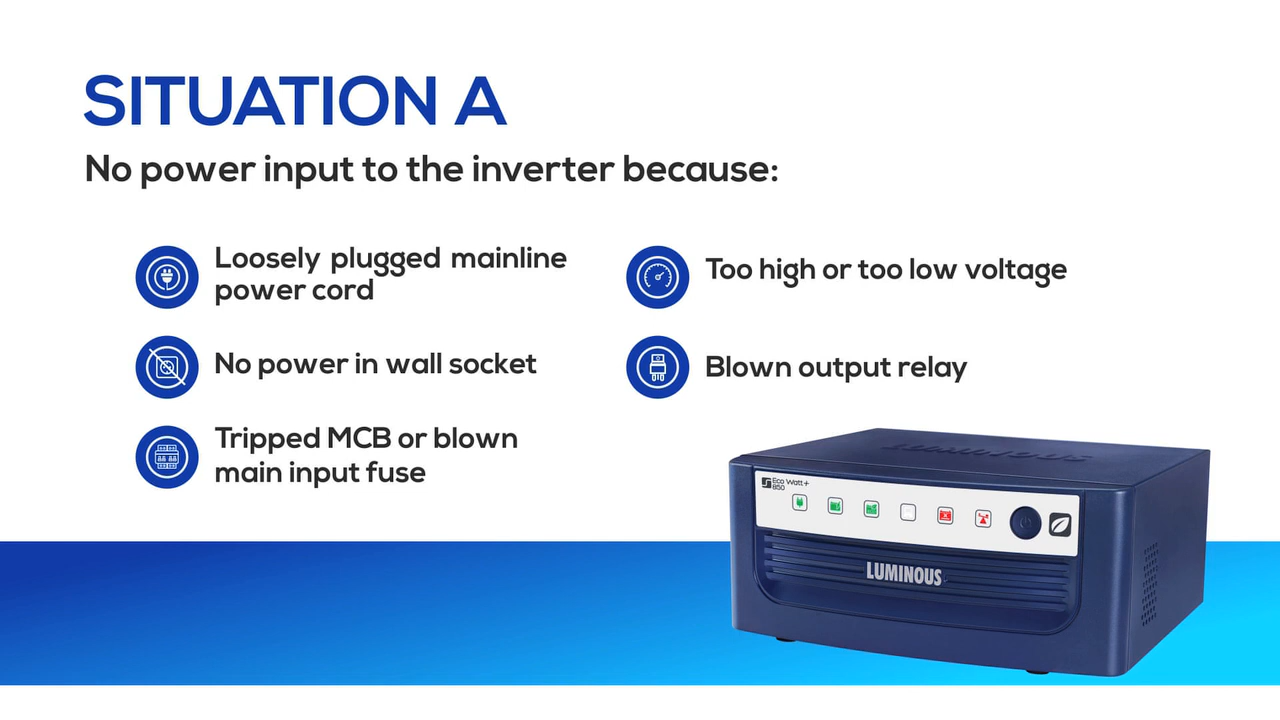 SITUATION A
No power input to the inverter because:
Loosely plugged mainline
power cord
No power in wall socket
Tripped MCB or blown
main input fuse
Too high or too low voltage
Blown output relay
LUMINOUS
Eco Watt+
850
LUMINOUS